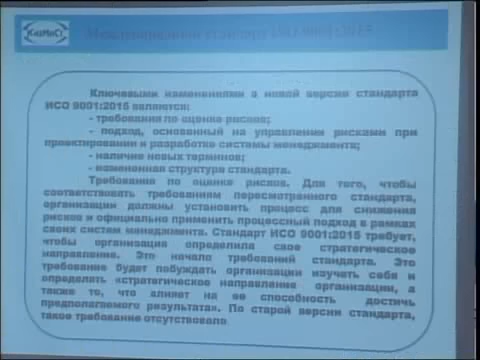 KazMeCt
Международный стандарт ИСО 9001:2015
Ключевыми изменениями в новой версии стандарта
ИСО 9001:2015 являются:
- требования по оценке рисков;
- подход, основанный на управлении рисками при
проектировании и разработке системы менеджмента;
- наличие новых терминов;
- измененная структура стандарта.
Требования по оценке рисков. Для того, чтобы
соответствовать требованиям пересмотренного стандарта,
организации должны установить процесс для снижения
рисков и официально применить процессный подход в рамках
своих систем менеджмента. Стандарт ИСО 9001:2015 требует,
чтобы организация определила свое стратегическое
направление. Это начало требований стандарта. Это
требование будет побуждать организации изучать себя и
определять «стратегическое направление организации, а
также то, что влияет на ее способность достичь
предполагаемого результата». По старой версии стандарта,
такое требование отсутствовало